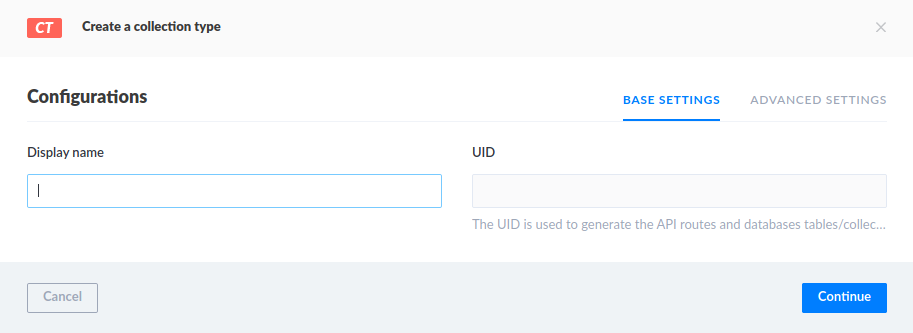 CT Create a collection type
Configurations
BASE SETTINGS ADVANCED SETTINGS
Display name
UID
The UID is used to generate the API routes and databases tables/collec...
Cancel
Continue